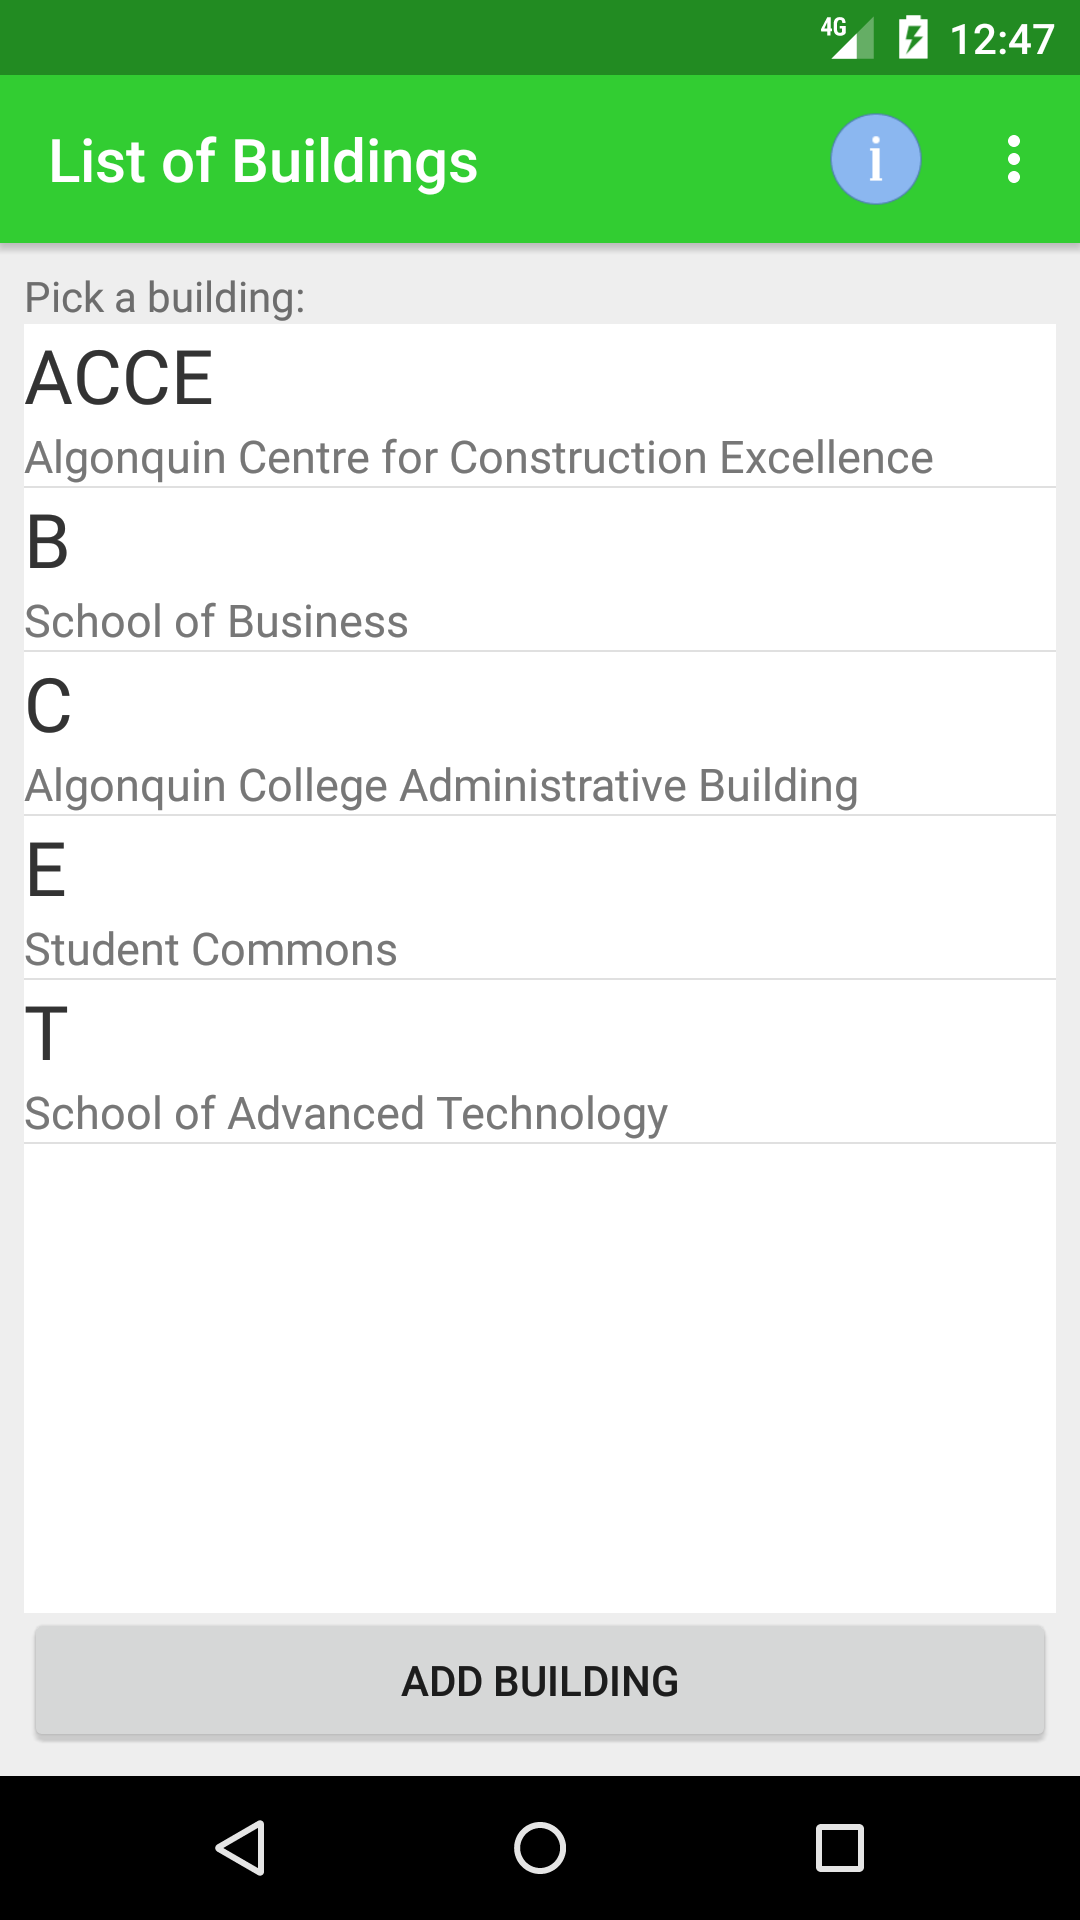 4G 12:47
List of Buildings i
Pick a building:
ACCE
Algonquin Centre for Construction Excellence
B
School of Business
C
Algonquin College Administrative Building
E
Student Commons
T
School of Advanced Technology
ADD BUILDING